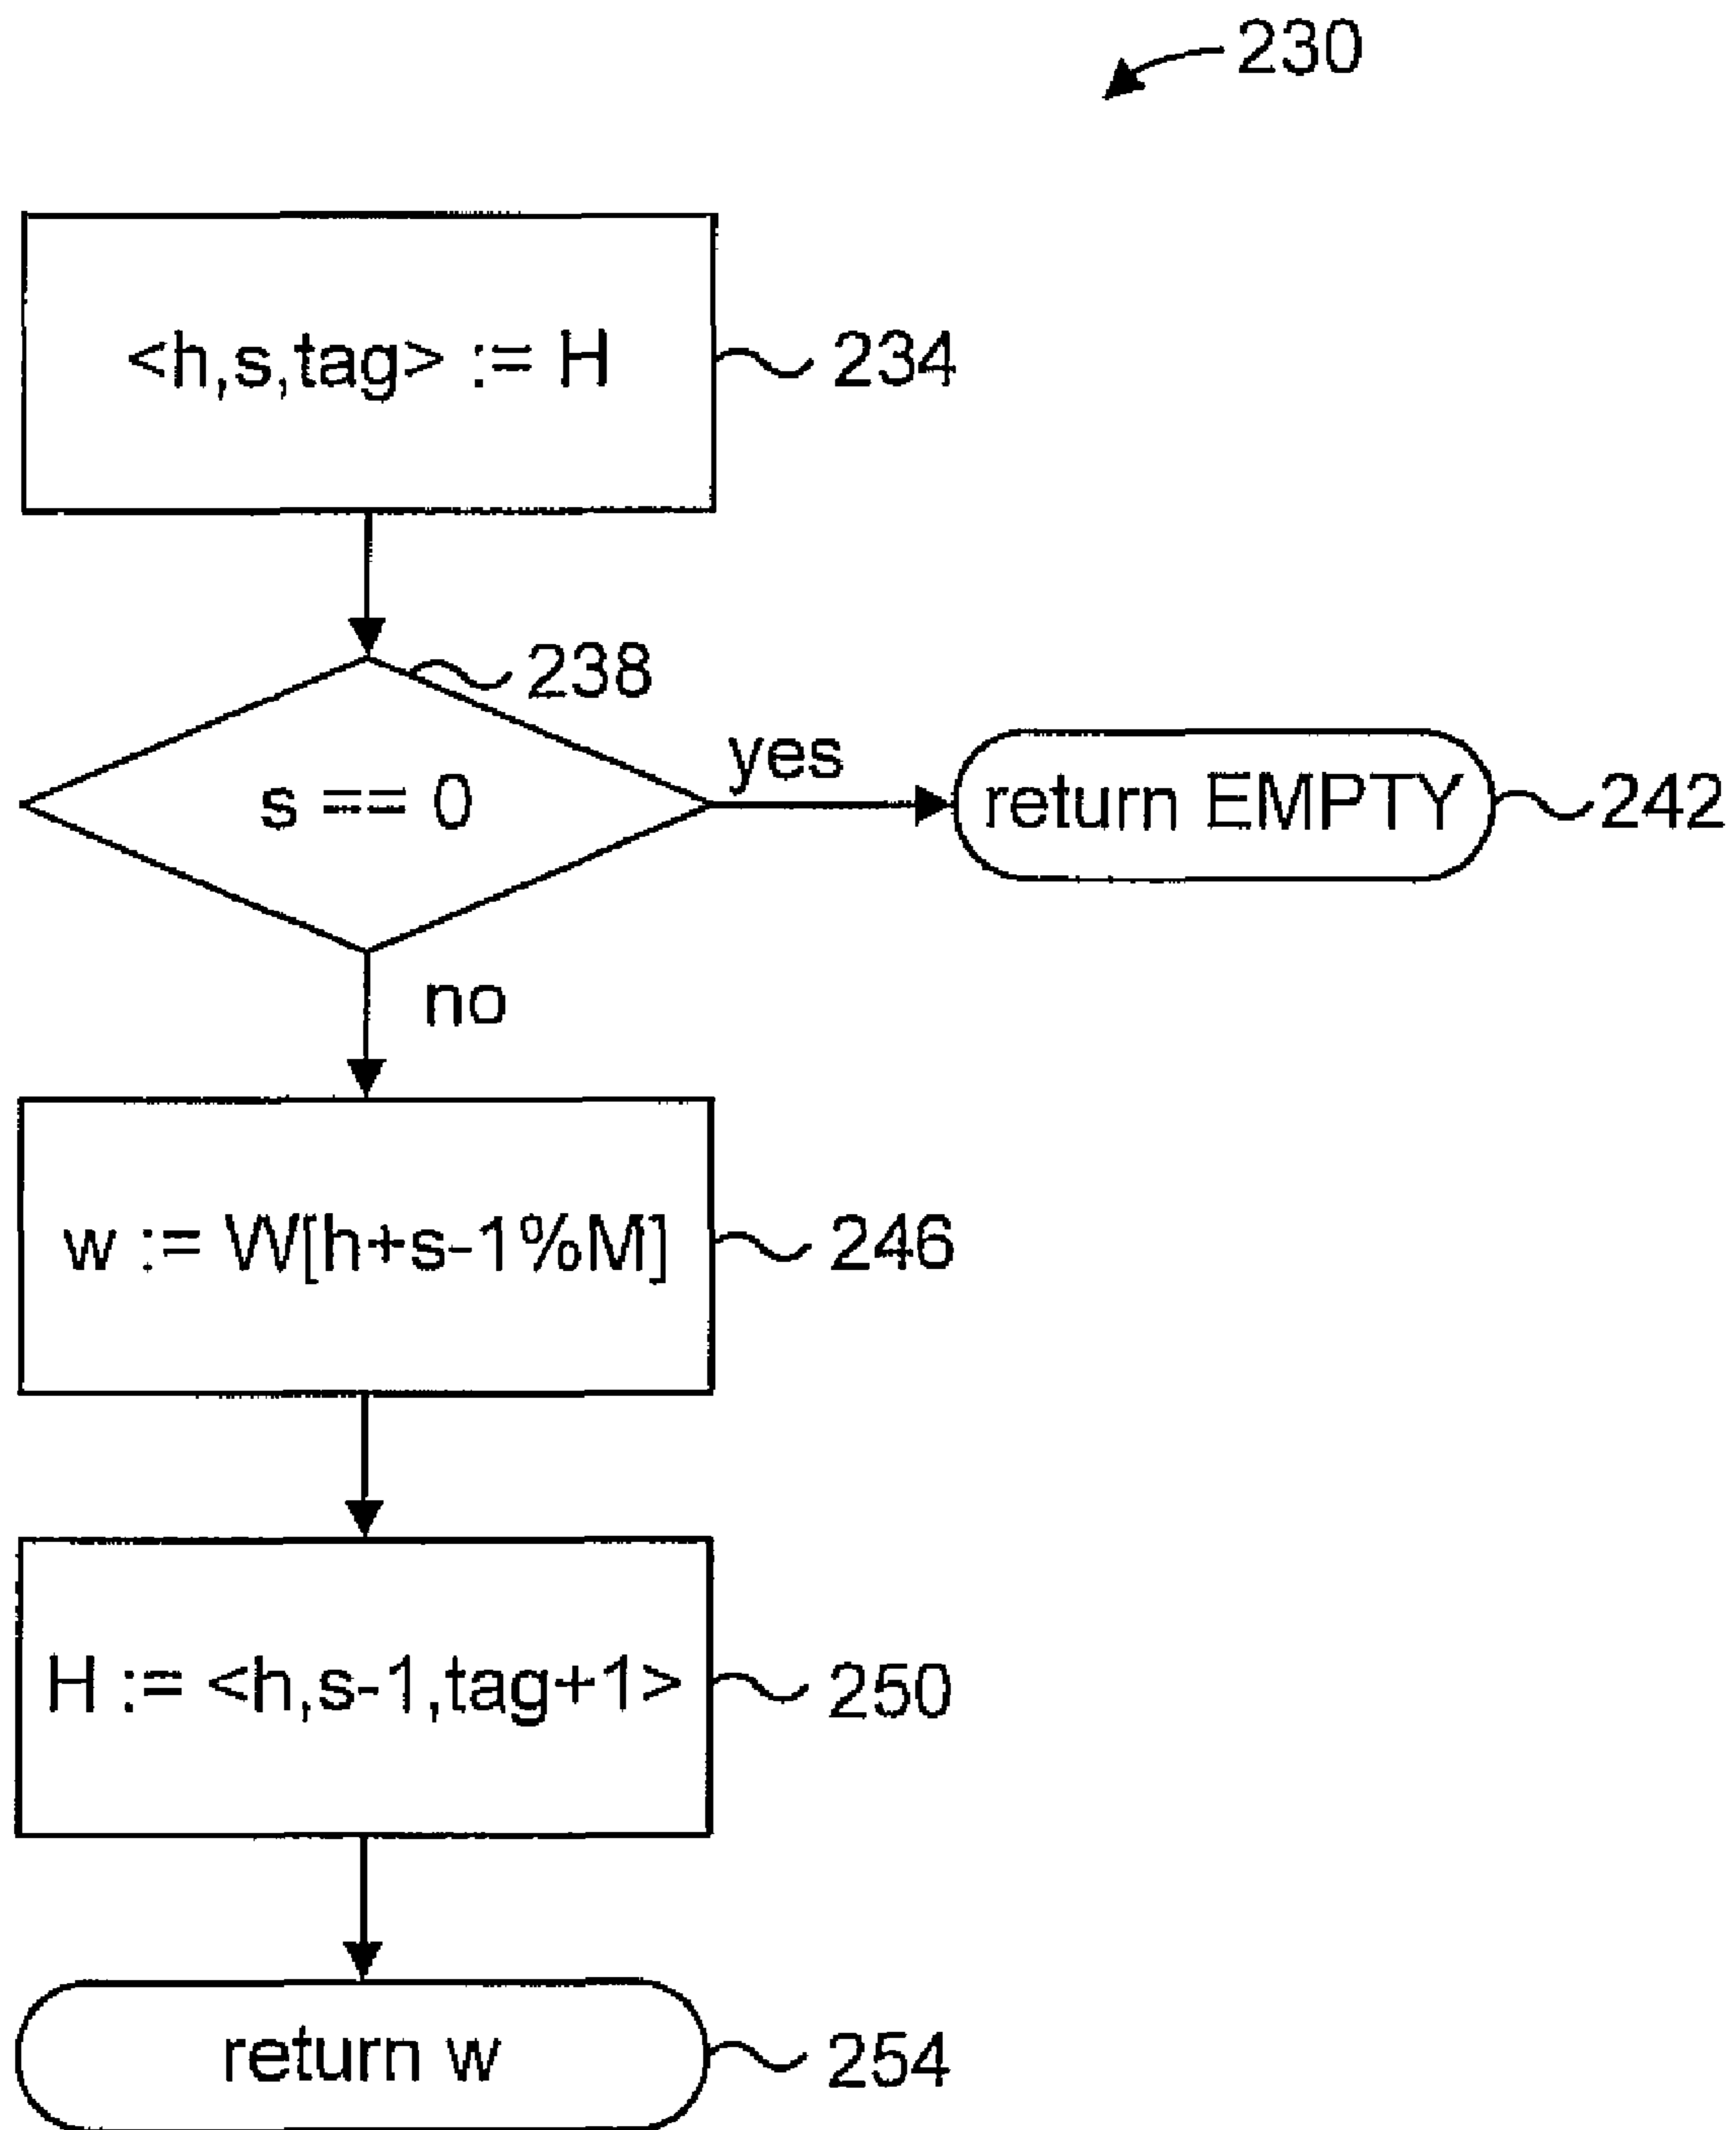 230
<h,s,tag> := H
234
238
s == 0
yes
return EMPTY
242
no
w := W[h+s-1%M]
246
H := <h,s-1,tag+1>
250
return w
254